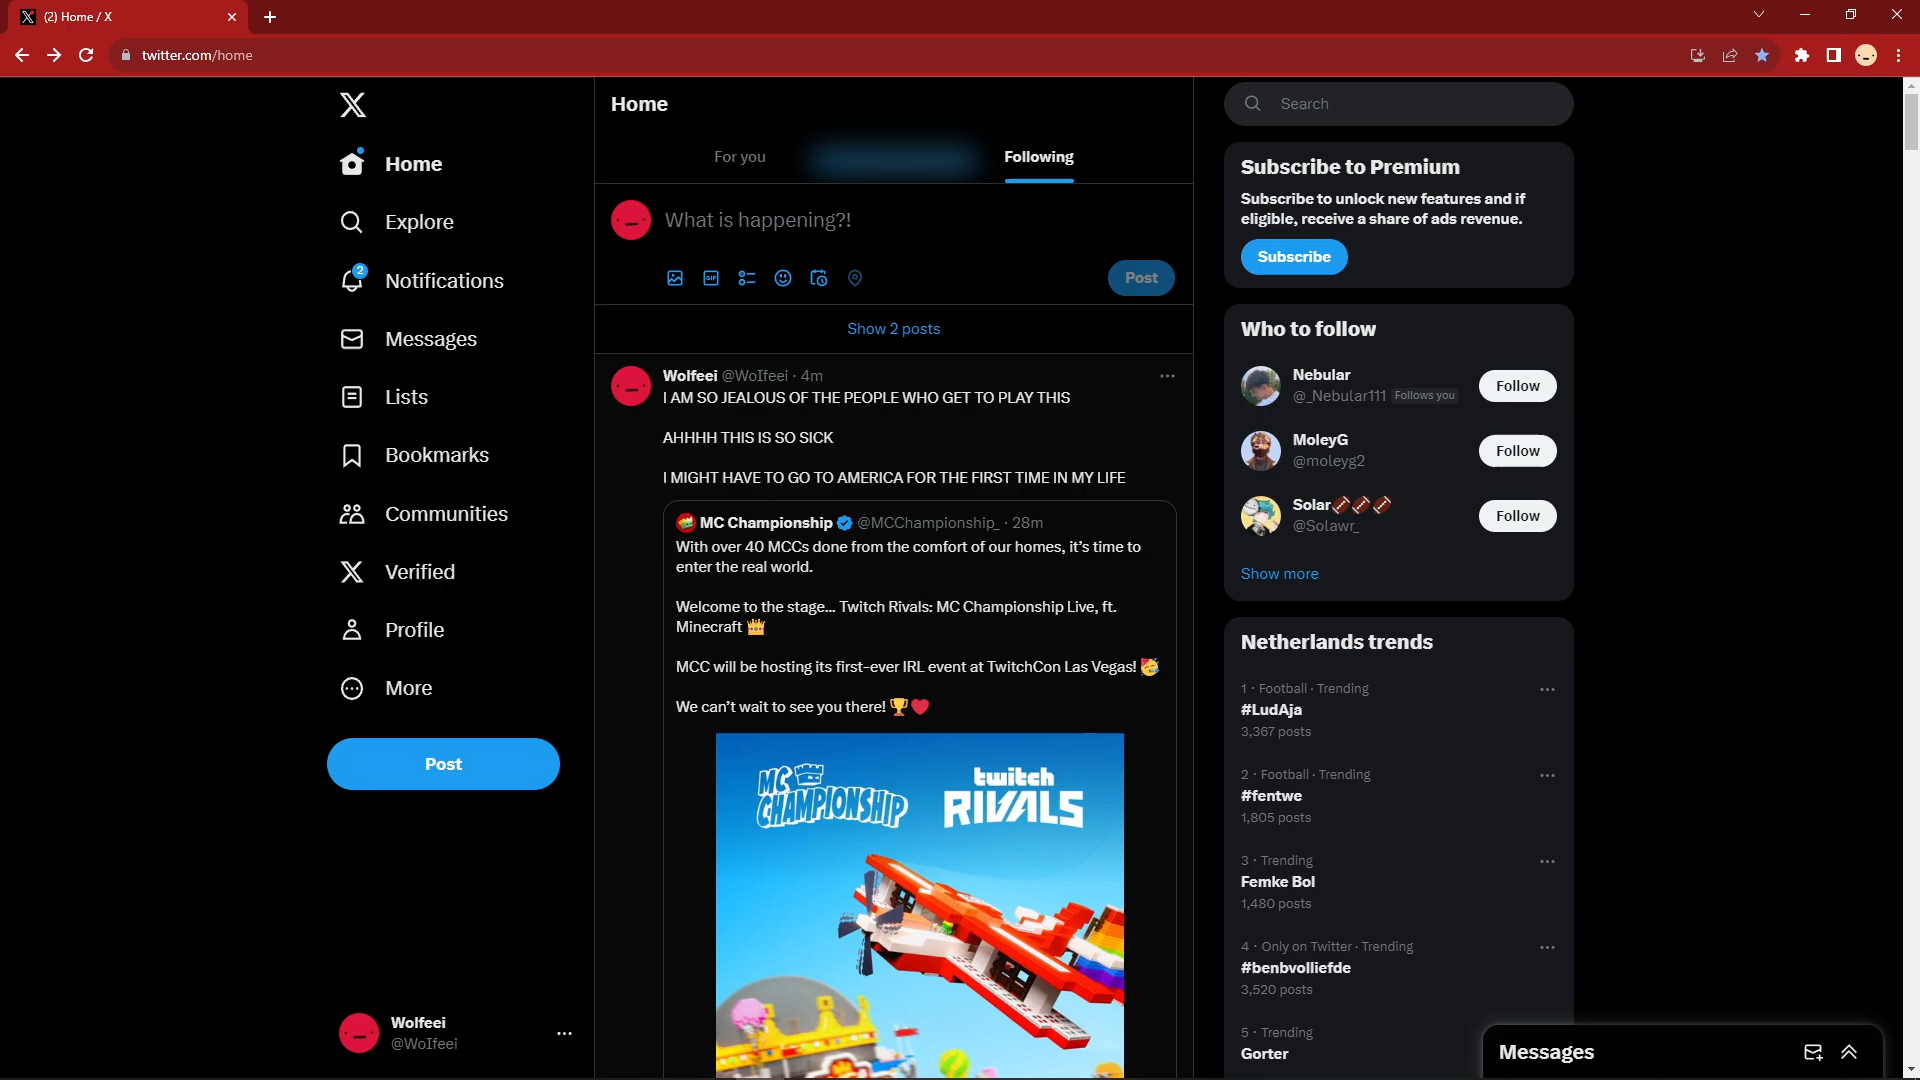 (2) Home / X
twitter.com/home
Home
Explore
2
Notifications
Messages
Lists
Bookmarks
Communities
Verified
Profile
More
Post
Wolfeei
@WoIfeei
Home
For you
Following
What is happening?!
GIF
Post
Show 2 posts
Wolfeei @WoIfeei · 4m
I AM SO JEALOUS OF THE PEOPLE WHO GET TO PLAY THIS
AHHHH THIS IS SO SICK
I MIGHT HAVE TO GO TO AMERICA FOR THE FIRST TIME IN MY LIFE
MC Championship @MCChampionship_ · 28m
With over 40 MCCs done from the comfort of our homes, it's time to
enter the real world.
Welcome to the stage... Twitch Rivals: MC Championship Live, ft.
Minecraft 👑
MCC will be hosting its first-ever IRL event at TwitchCon Las Vegas! 🥳
We can't wait to see you there! 🏆❤️
MC
CHAMPIONSHIP
twitch
RIVALS
Search
Subscribe to Premium
Subscribe to unlock new features and if
eligible, receive a share of ads revenue.
Subscribe
Who to follow
Nebular
@_Nebular111 Follows you
Follow
MoleyG
@moleyg2
Follow
Solar🏈🏈🏈
@Solawr_
Follow
Show more
Netherlands trends
1 · Football · Trending
#LudAja
3,367 posts
2 · Football · Trending
#fentwe
1,805 posts
3 · Trending
Femke Bol
1,480 posts
4 · Only on Twitter · Trending
#benbvolliefde
3,520 posts
5 · Trending
Gorter
Messages